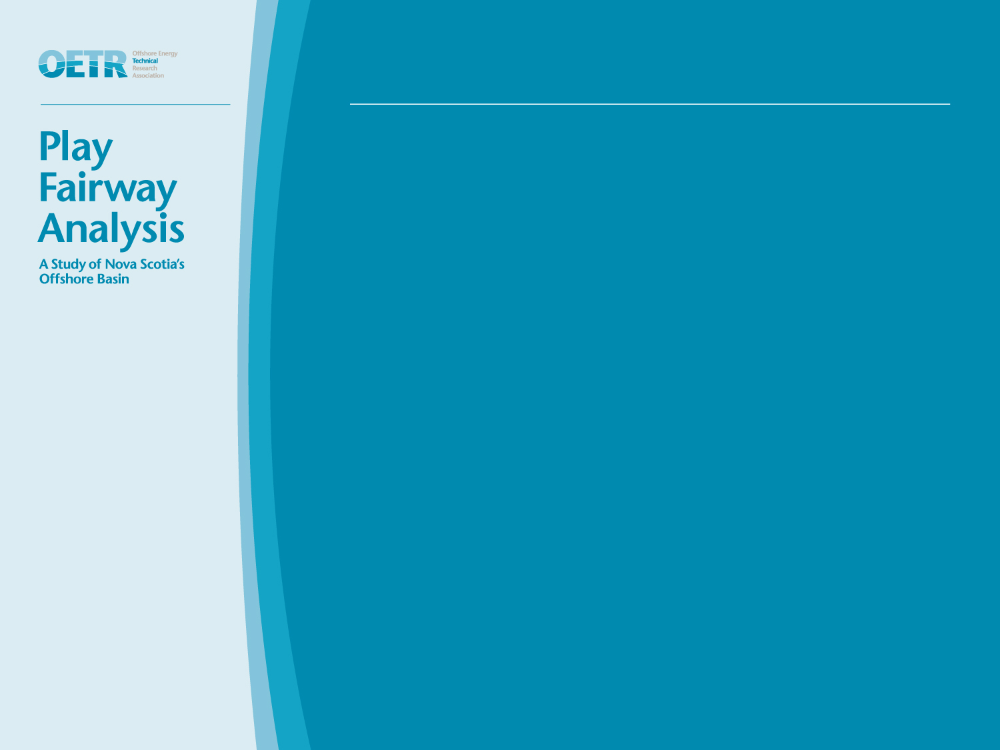 OETR
Offshore Energy
Technical
Research
Association
Play
Fairway
Analysis
A Study of Nova Scotia's
Offshore Basin